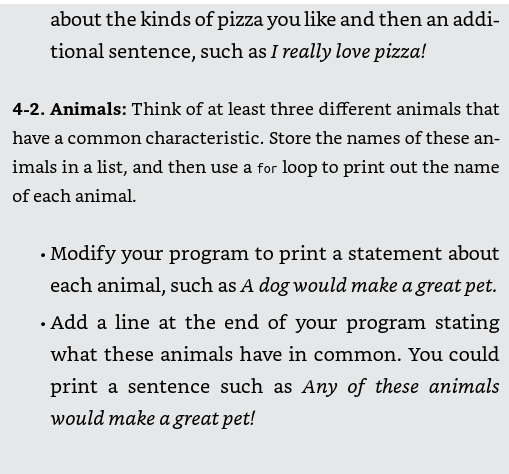 about the kinds of pizza you like and then an addi-
tional sentence, such as I really love pizza!
4-2. Animals: Think of at least three different animals that
have a common characteristic. Store the names of these an-
imals in a list, and then use a for loop to print out the name
of each animal.
• Modify your program to print a statement about
each animal, such as A dog would make a great pet.
• Add a line at the end of your program stating
what these animals have in common. You could
print a sentence such as Any of these animals
would make a great pet!